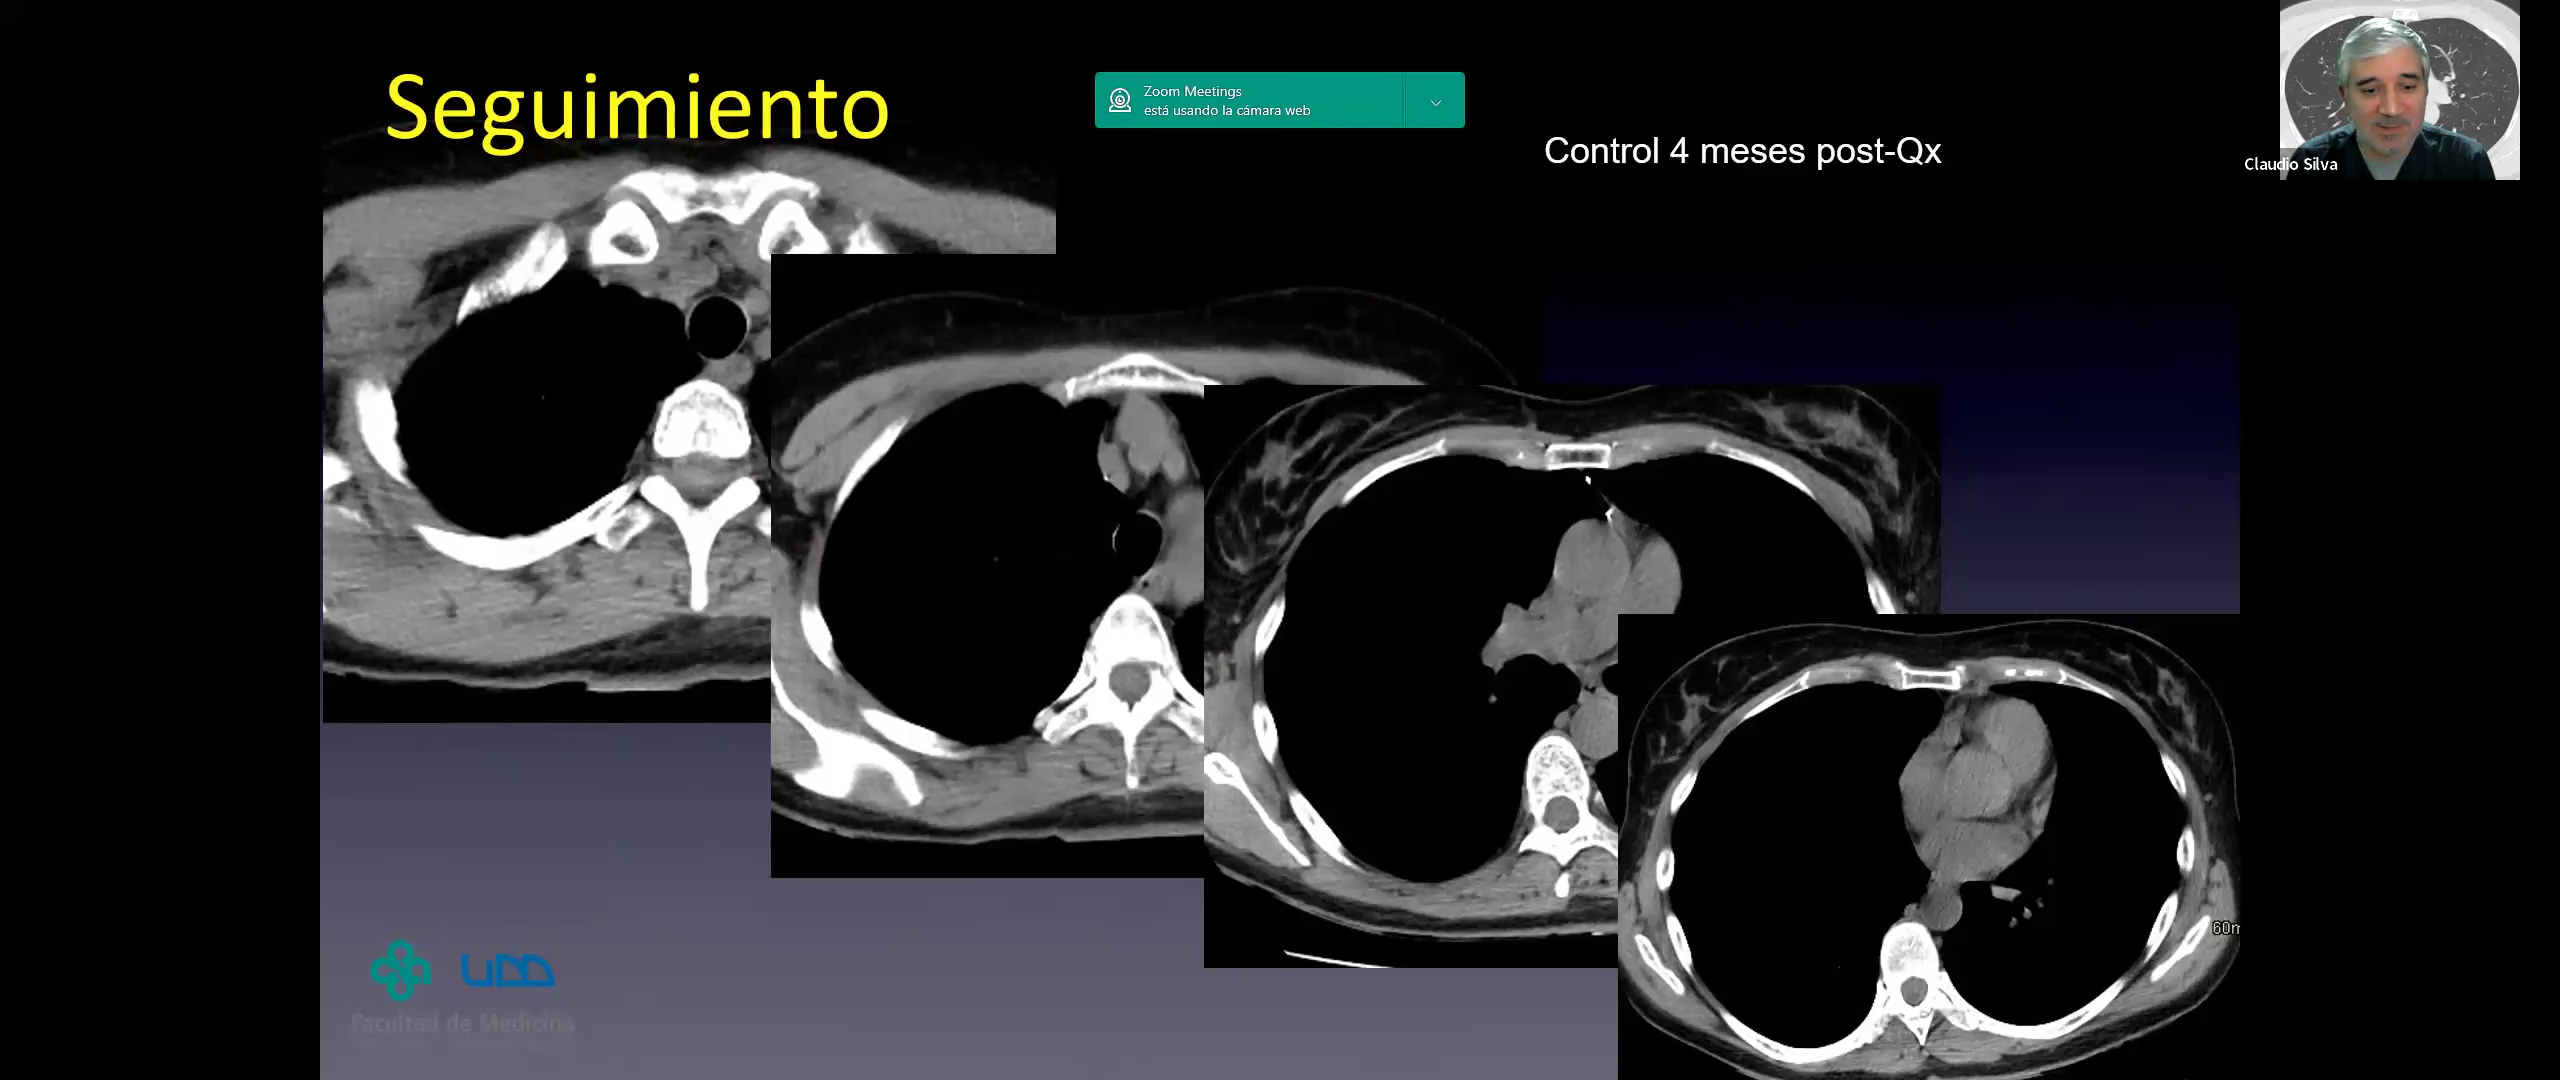 Seguimiento
Zoom Meetings
está usando la cámara web
Control 4 meses post-Qx
Claudio Silva
60m
UDD
Facultad de Medicina